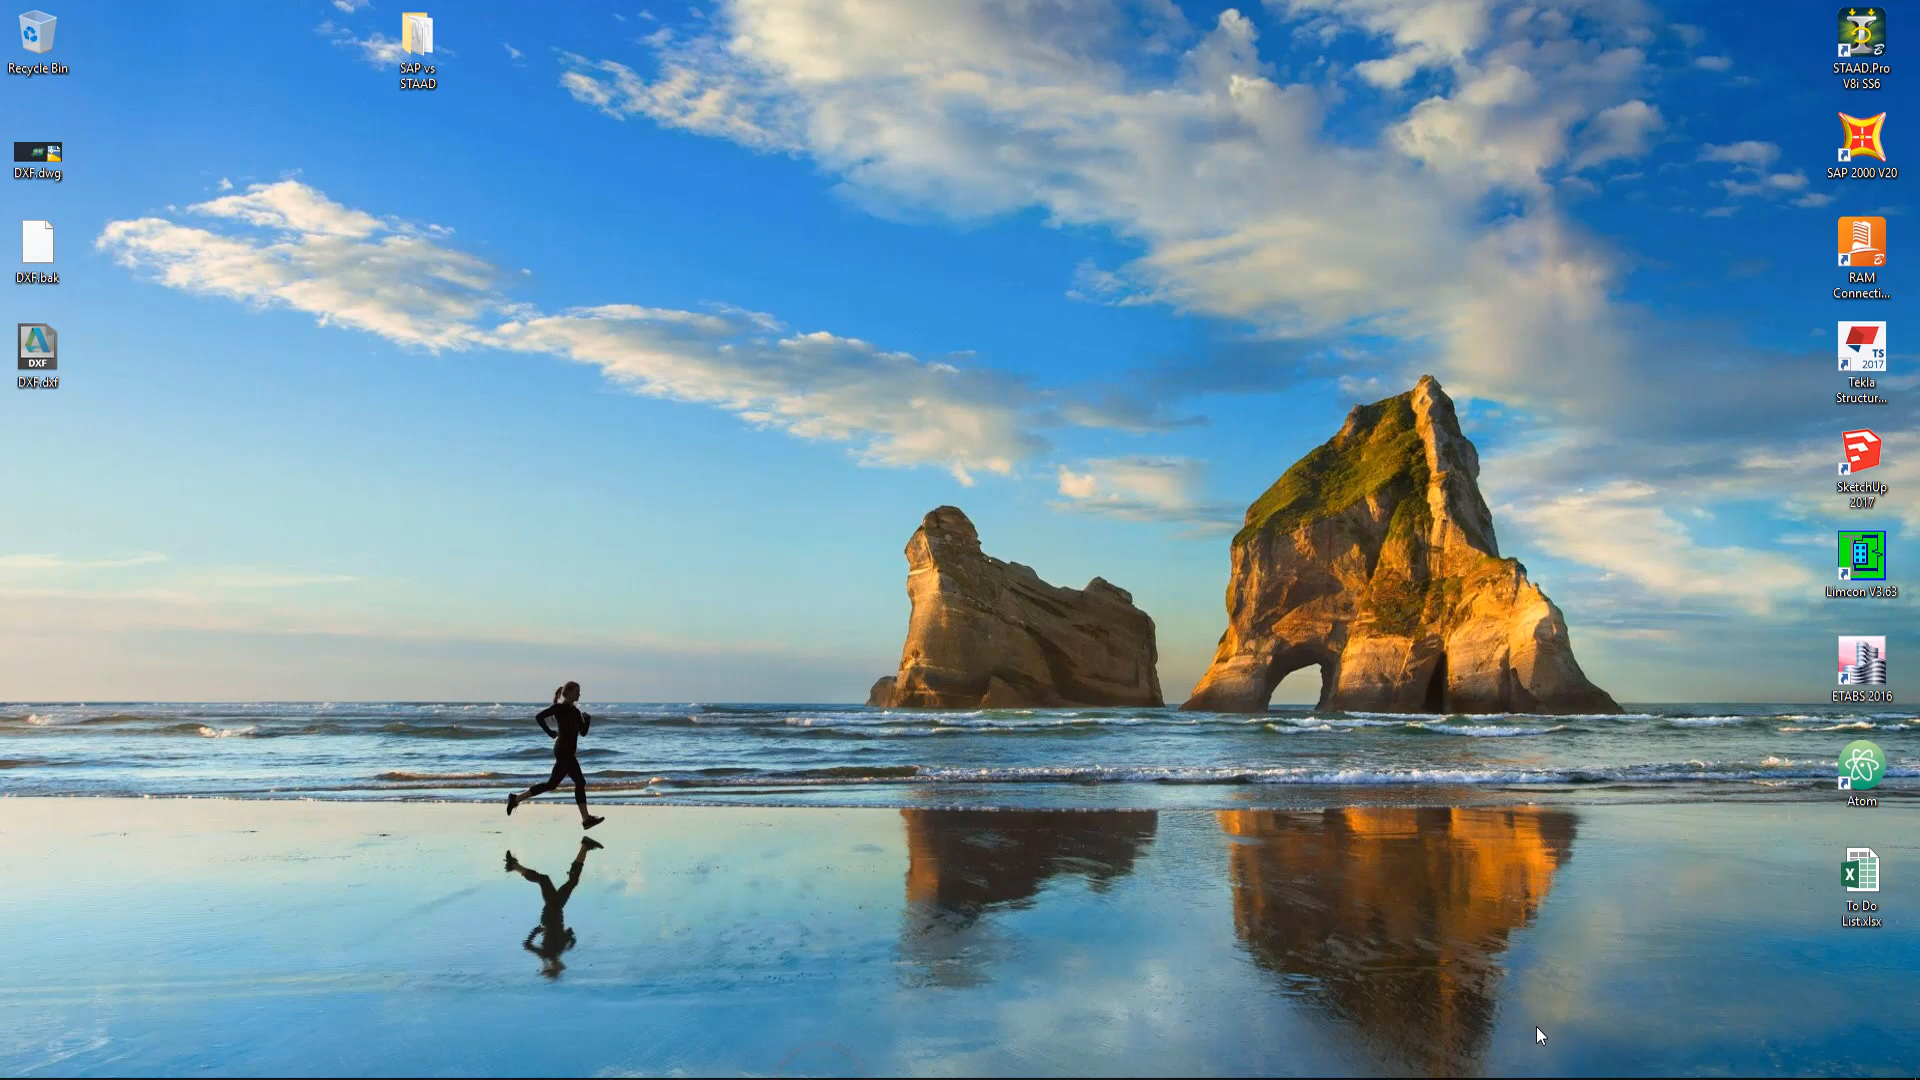 Recycle Bin
DXF.dwg
DXF.bak
DXF
DXF.dxf
SAP vs
STAAD
STAAD.Pro
V8i SS6
SAP 2000 V20
RAM
Connecti...
TS
2017
Tekla
Structur...
SketchUp
2017
Limcon V3.63
ETABS 2016
Atom
X
To Do
List.xlsx